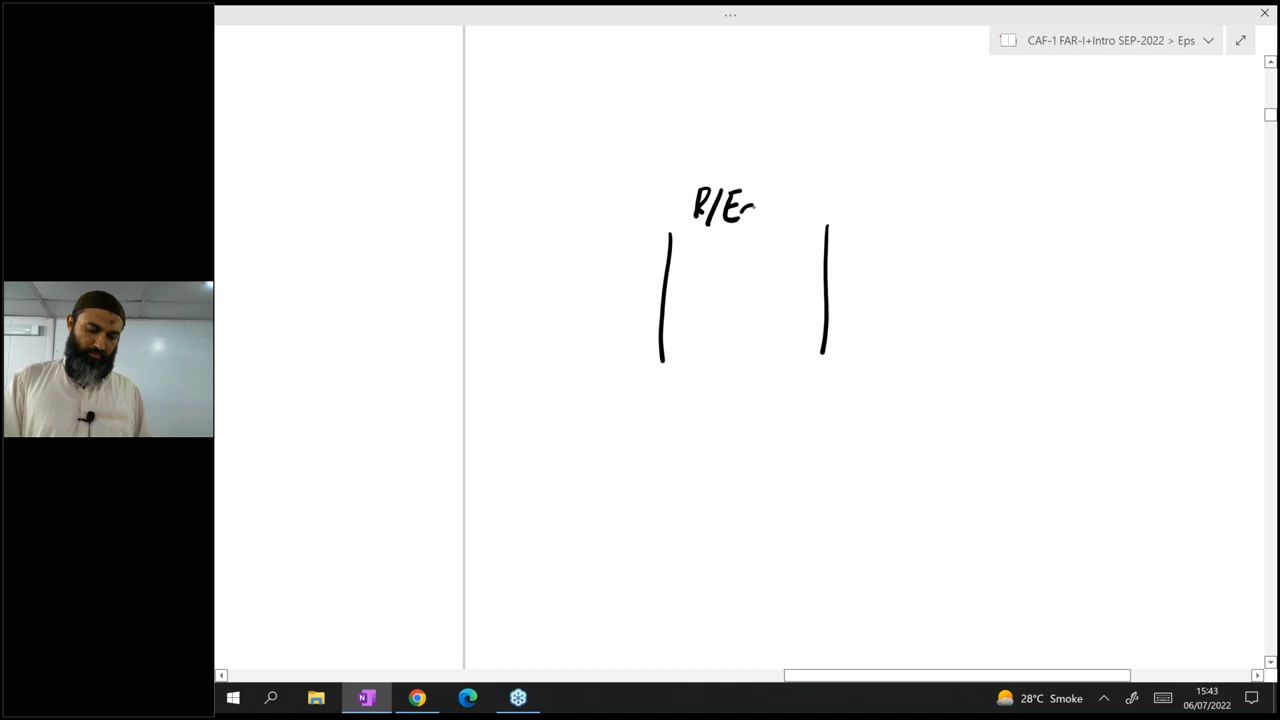 CAF-1 FAR-I+Intro SEP-2022 > Eps
R/E
28°C Smoke
15:43
06/07/2022